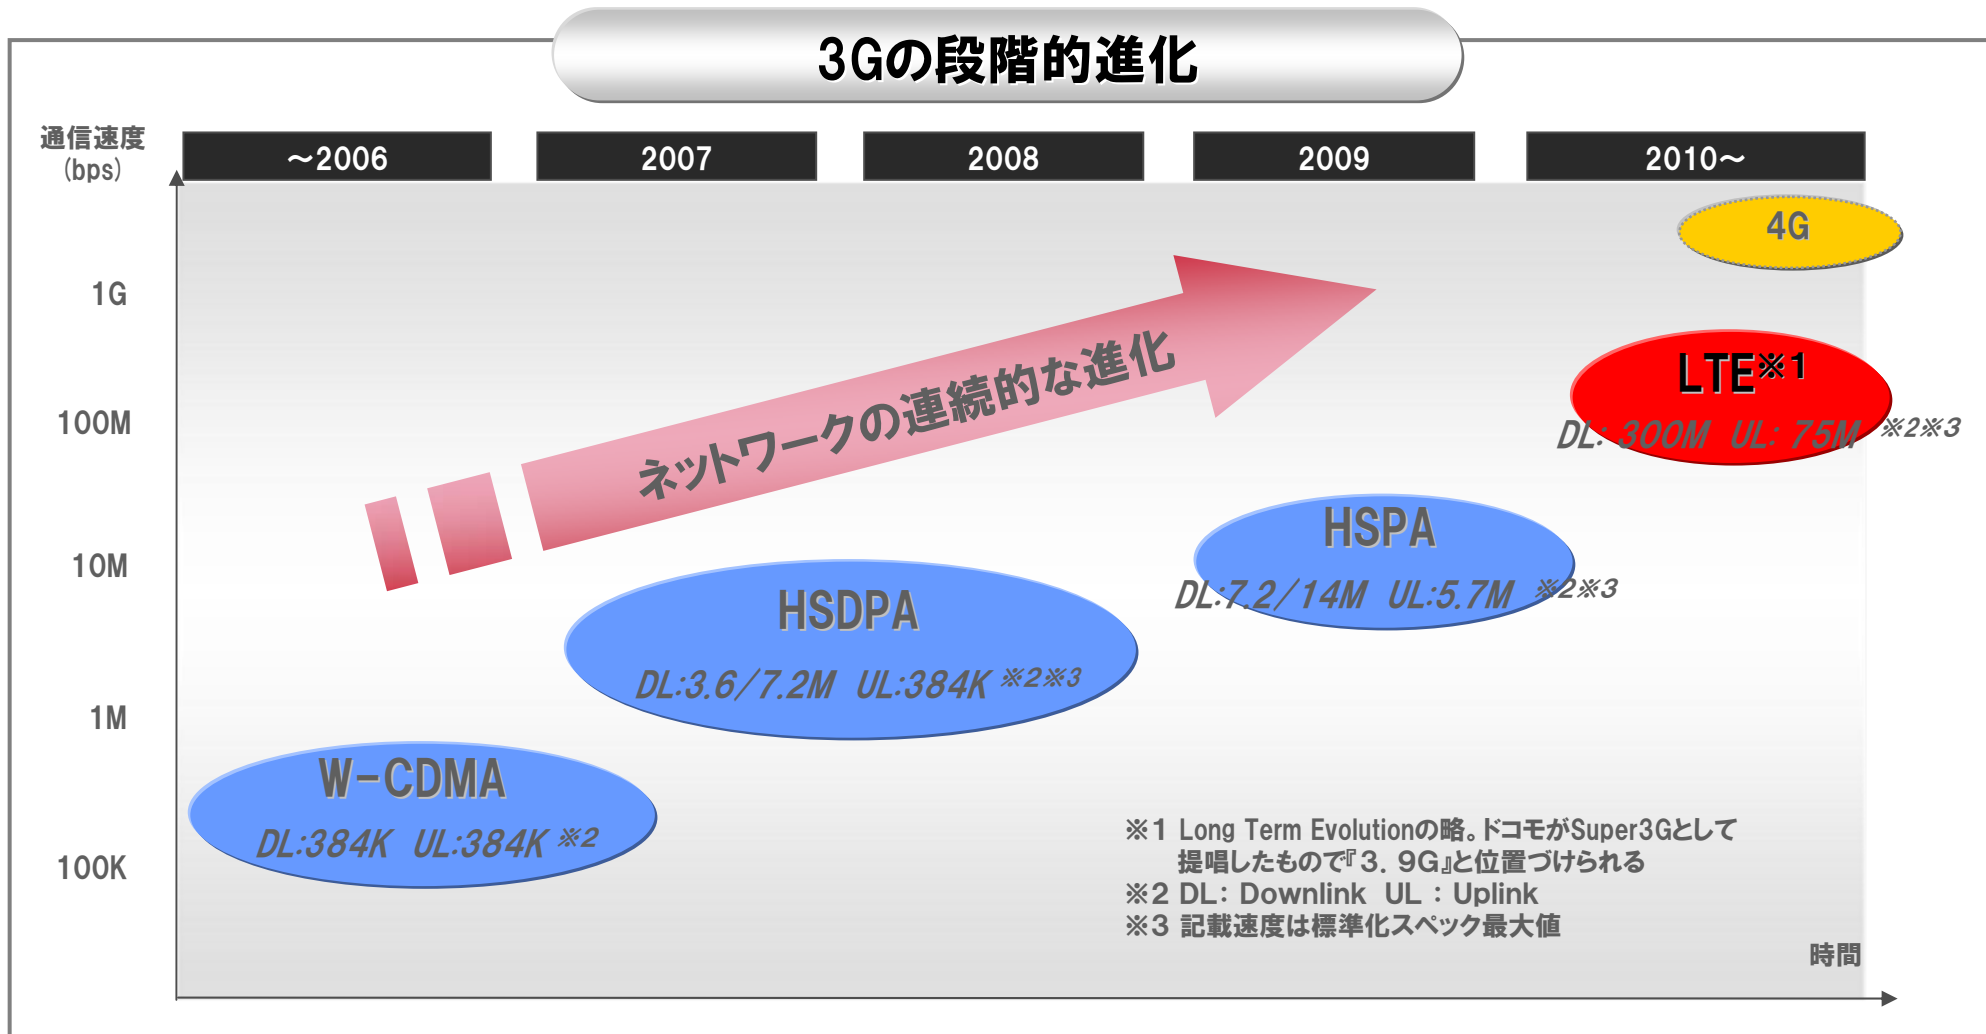 3Gの段階的進化
通信速度
(bps)
～2006
2007
2008
2009
2010～
4G
1G
LTE※1
DL: 300M UL: 75M ※2※3
100M
ネットワークの連続的な進化
HSPA
DL:7.2/14M UL:5.7M ※2※3
10M
HSDPA
DL:3.6/7.2M UL:384K ※2※3
1M
W-CDMA
DL:384K UL:384K ※2
100K
※1 Long Term Evolutionの略。ドコモがSuper3Gとして
提唱したもので『3．9G』と位置づけられる
※2 DL: Downlink UL : Uplink
※3 記載速度は標準化スペック最大値
時間